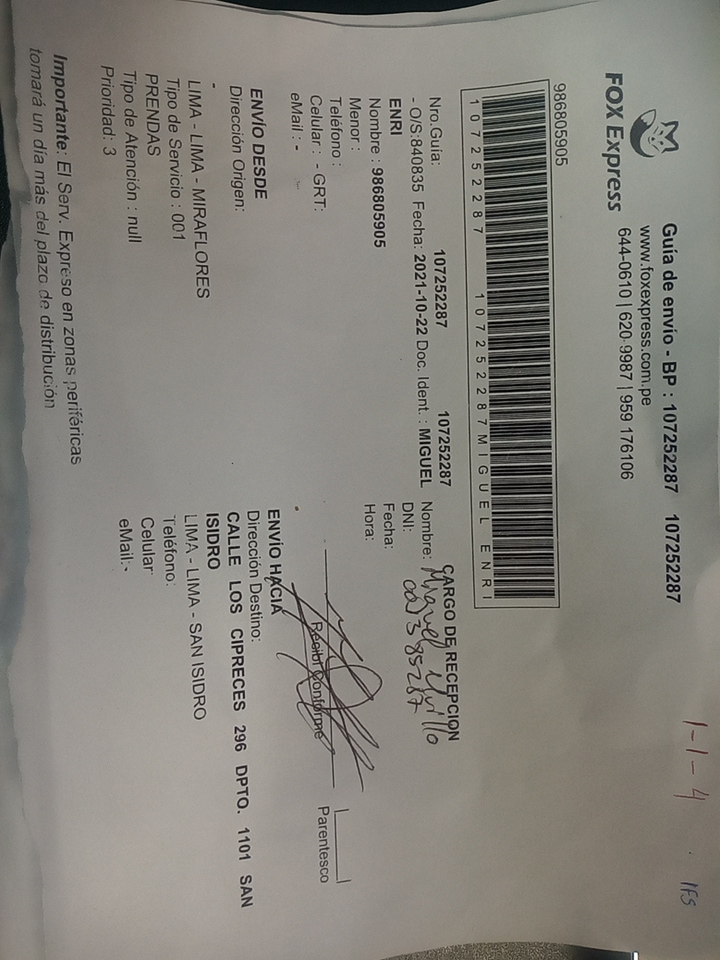 FOX Express
Guía de envío - BP : 107252287 107252287
www.foxexpress.com.pe
644-0610 | 620-9987 | 959 176106
1-1-4
IFS
986805905
107252287 107252287MIGUEL ENRI
Nro.Guía: 107252287 107252287
- O/S:840835 Fecha: 2021-10-22 Doc. Ident. : MIGUEL
ENRI
Nombre : 986805905
Menor :
Teléfono :
Celular : - GRT:
eMail : -
CARGO DE RECEPCION
Nombre: Miguel
DNI:
Fecha:
Hora:
Recibí Conforme
Parentesco
ENVÍO DESDE
Dirección Origen:
-
LIMA - LIMA - MIRAFLORES
Tipo de Servicio : 001
PRENDAS
Tipo de Atención : null
Prioridad: 3
ENVÍO HACIA
Dirección Destino:
CALLE LOS CIPRECES 296 DPTO. 1101 SAN
ISIDRO
LIMA - LIMA - SAN ISIDRO
Teléfono:
Celular
eMail:-
Importante: El Serv. Expreso en zonas periféricas
tomará un día más del plazo de distribución